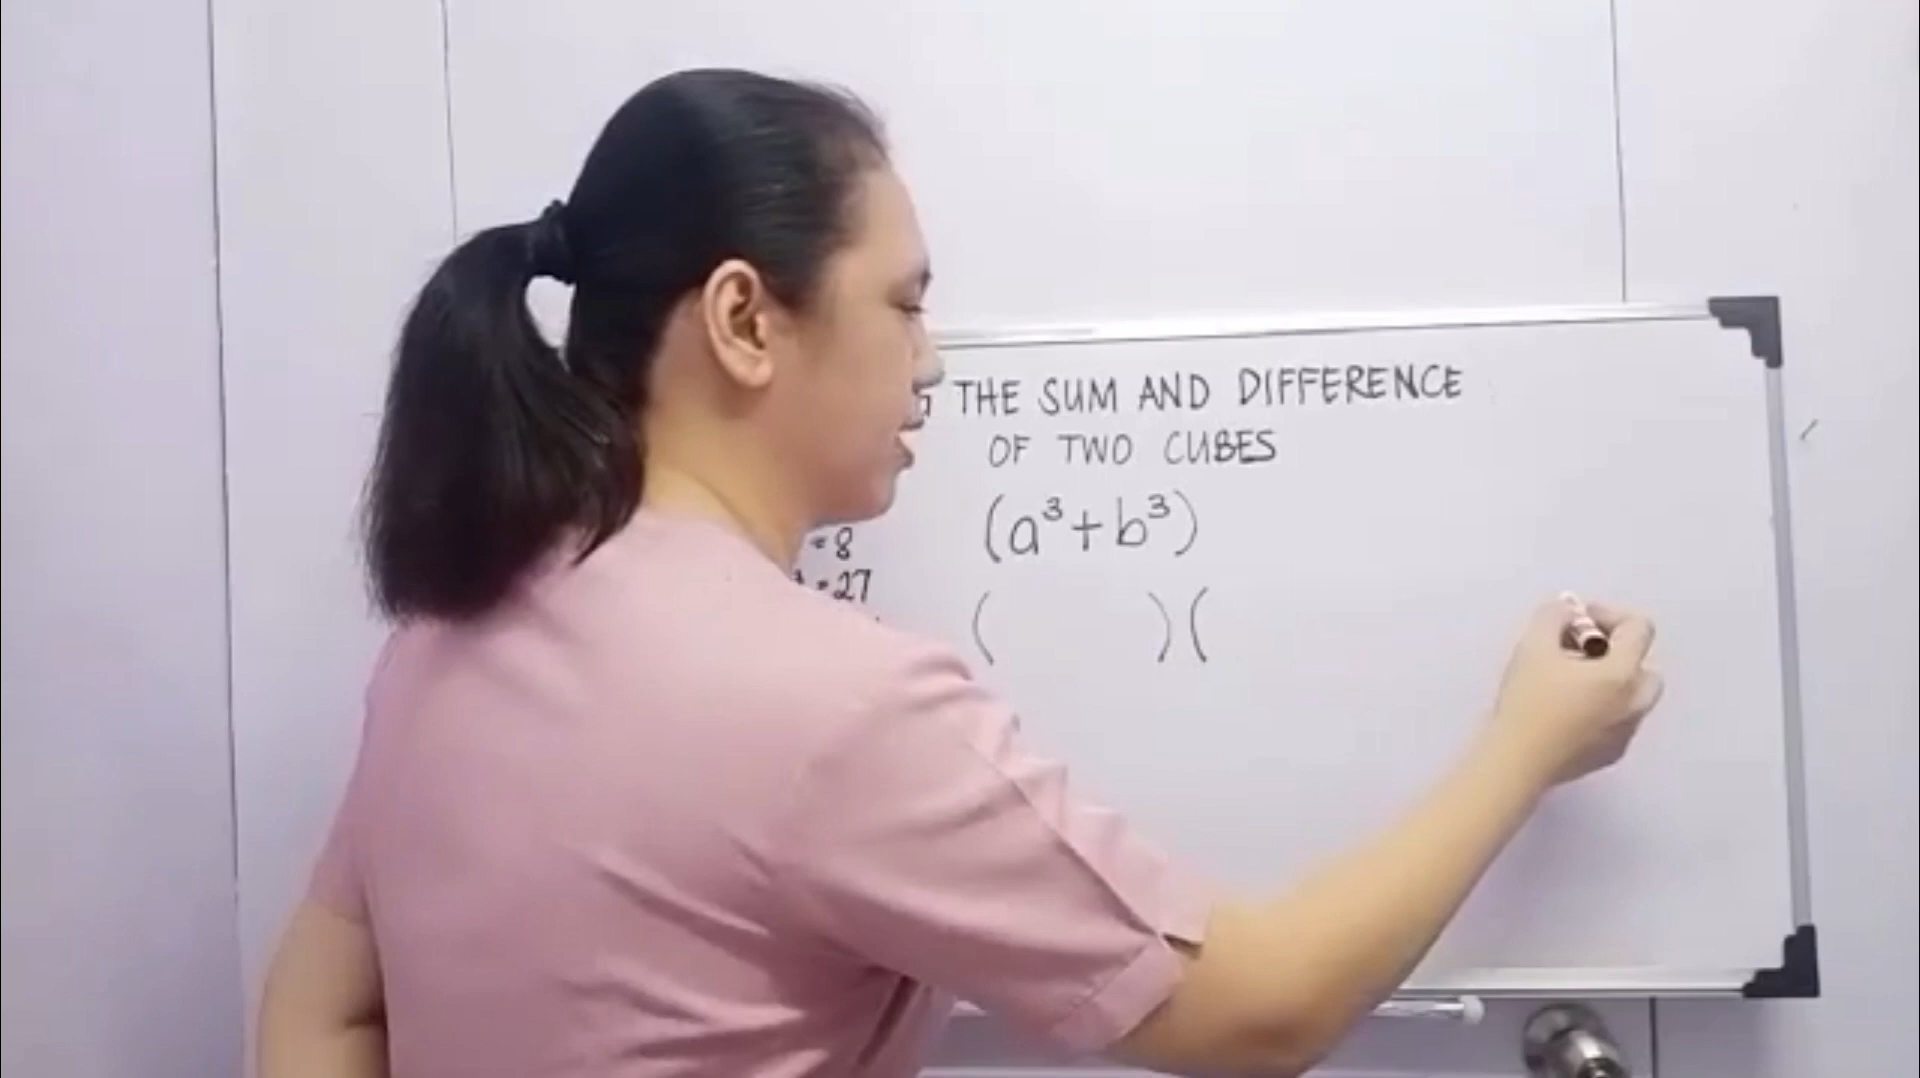 THE SUM AND DIFFERENCE
OF TWO CUBES
(a³+b³)
= 8
= 27
( ) (